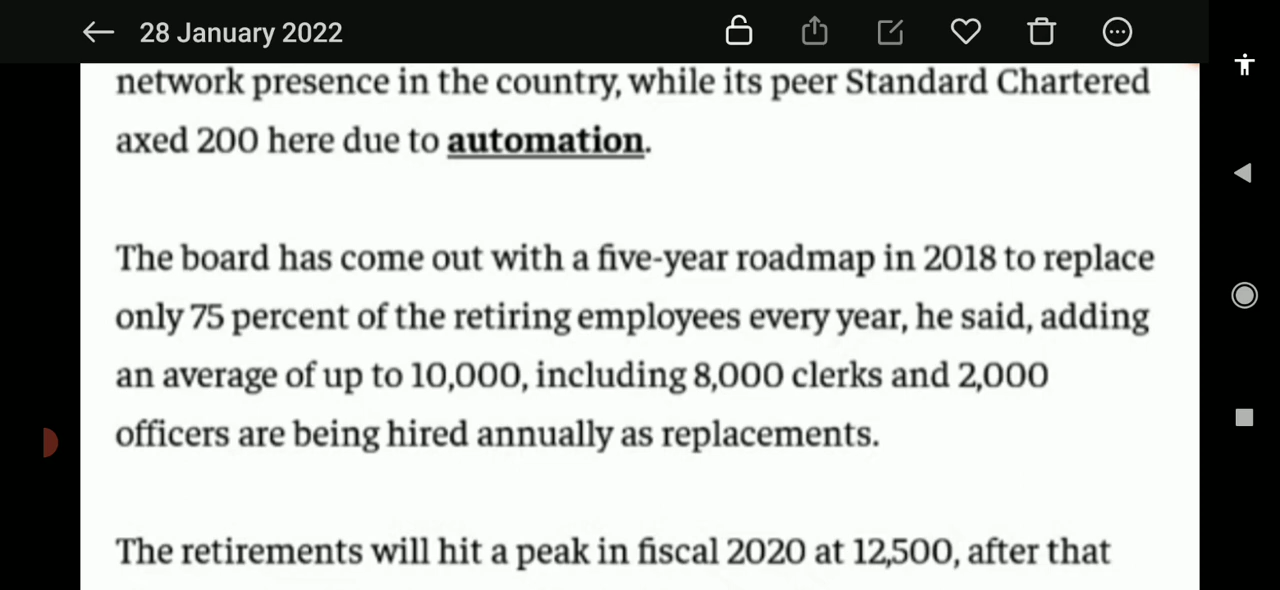 28 January 2022
network presence in the country, while its peer Standard Chartered
axed 200 here due to automation.
The board has come out with a five-year roadmap in 2018 to replace
only 75 percent of the retiring employees every year, he said, adding
an average of up to 10,000, including 8,000 clerks and 2,000
officers are being hired annually as replacements.
The retirements will hit a peak in fiscal 2020 at 12,500, after that